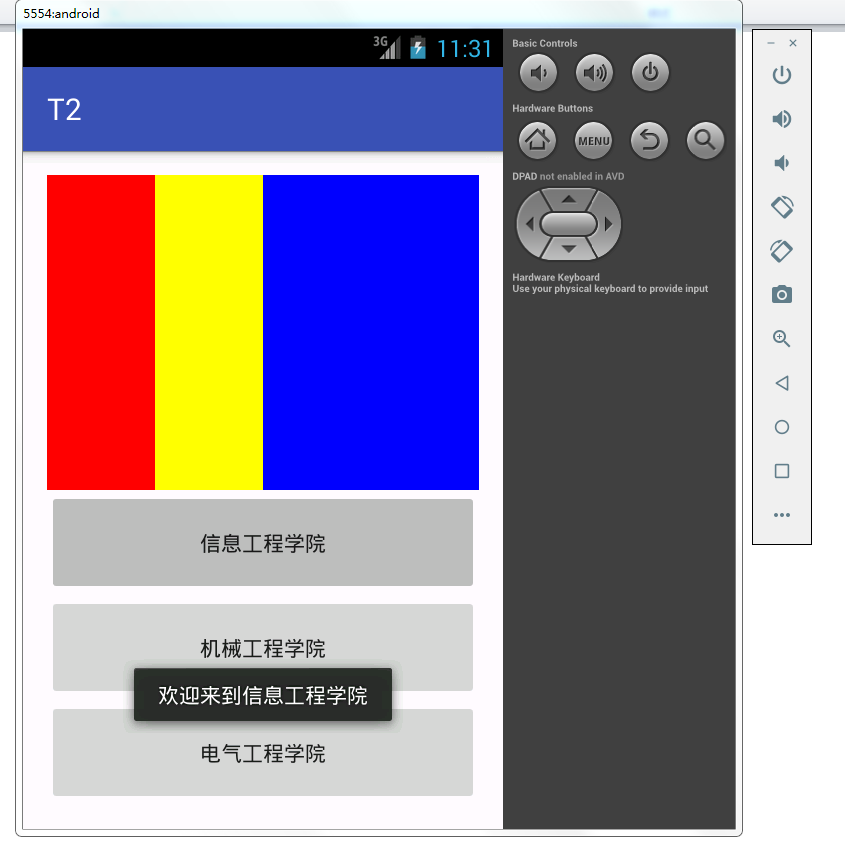 5554:android
3G 11:31
T2
信息工程学院
机械工程学院
欢迎来到信息工程学院
电气工程学院
Basic Controls
Hardware Buttons
MENU
DPAD not enabled in AVD
Hardware Keyboard
Use your physical keyboard to provide input